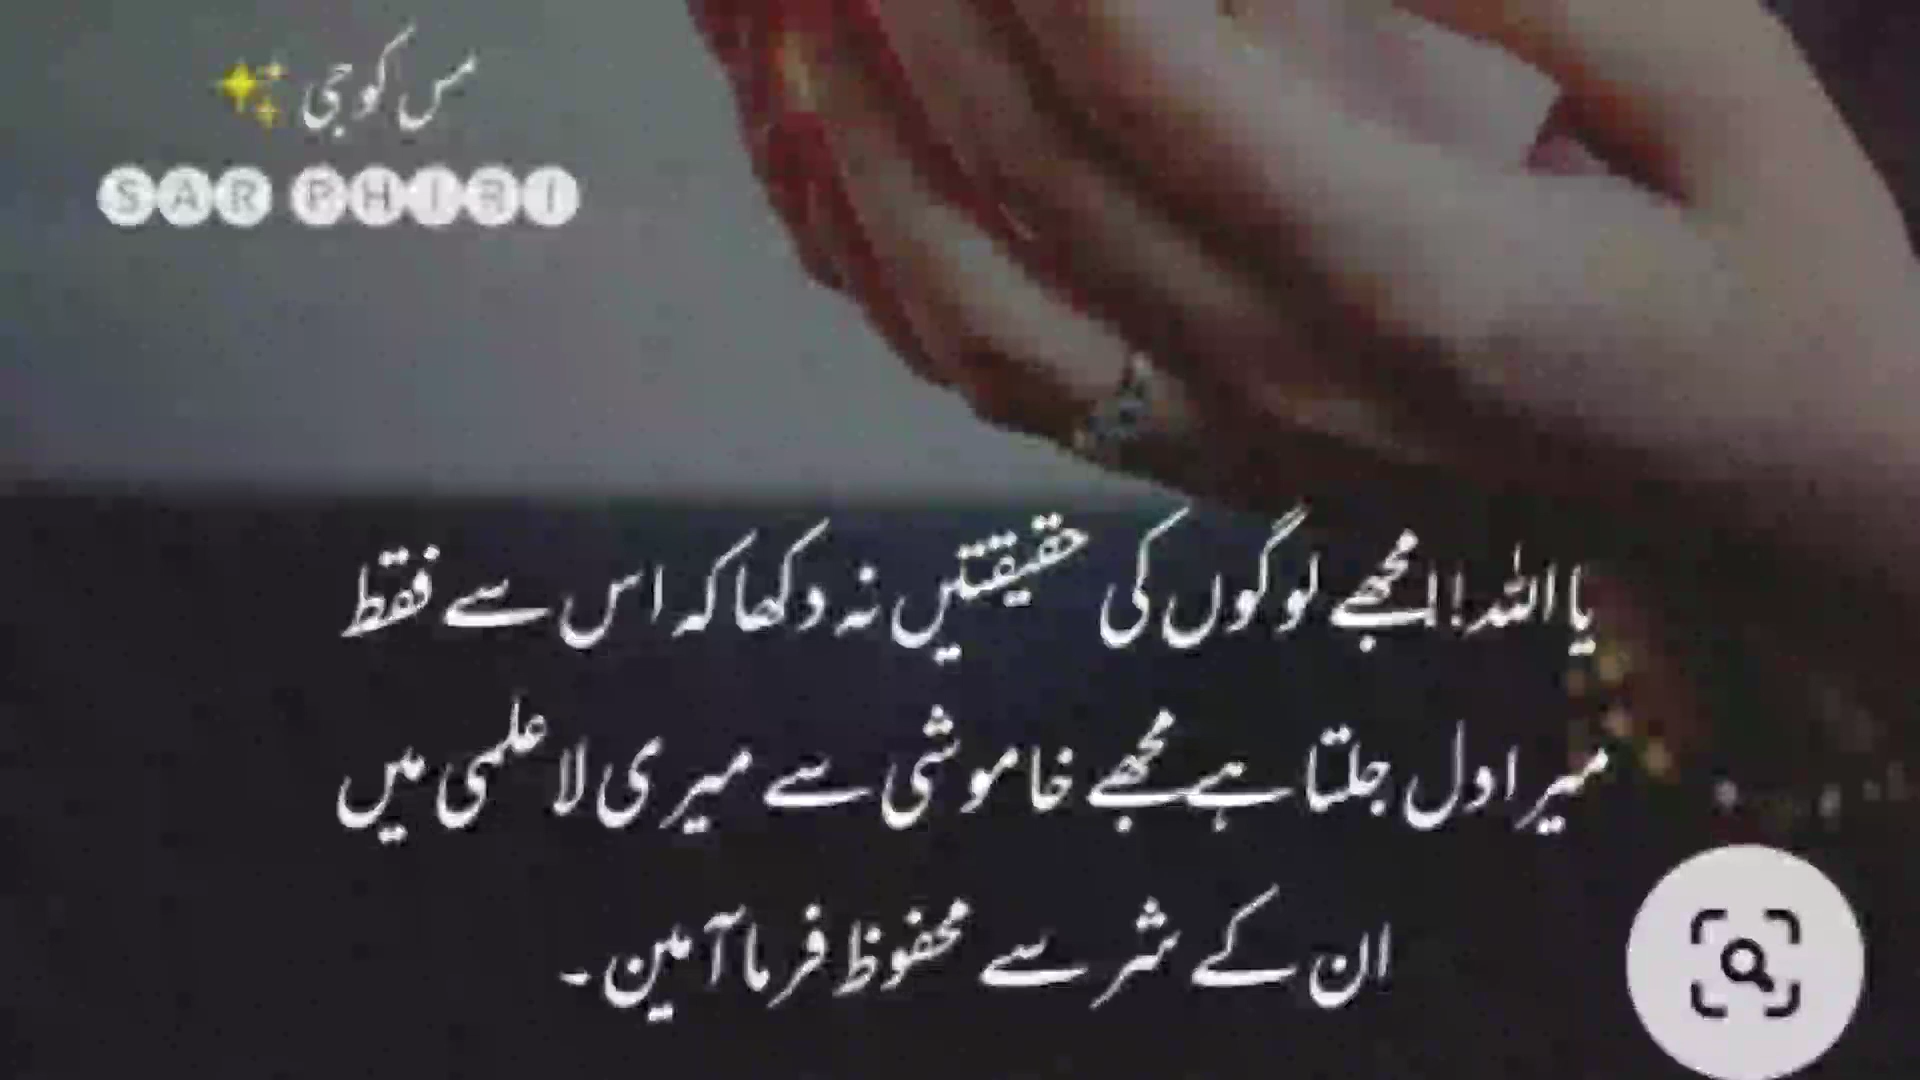 مس کوجی ✨
SAR PHIRI
یا اللہ!! مجھے لوگوں کی حقیقتیں نہ دکھا کہ اس سے فقط
میرا دل جلتا ہے مجھے خاموشی سے میری لاعلمی میں
ان کے شر سے محفوظ فرما آمین ۔